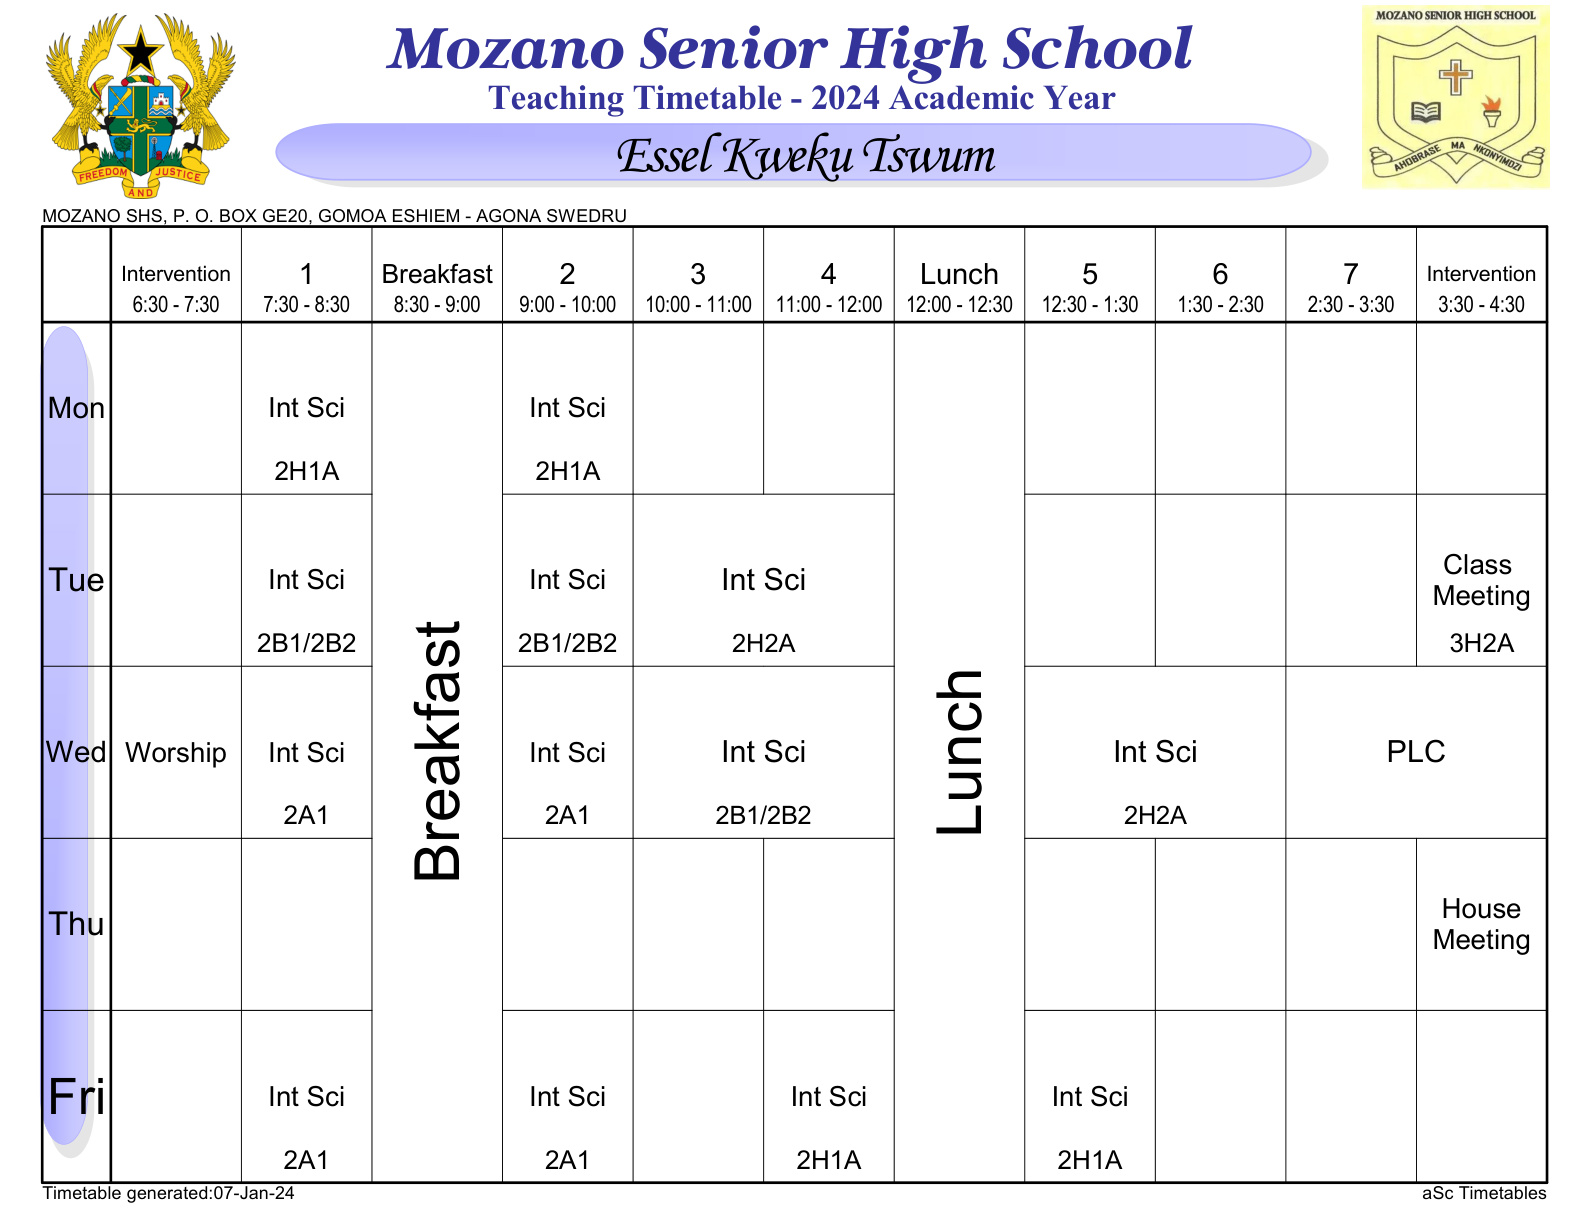 MOZANO SENIOR HIGH SCHOOL
Mozano Senior High School
Teaching Timetable - 2024 Academic Year
Essel Kweku Tswum
FREEDOM AND JUSTICE
AHOBRASE MA NKONYIMDZI
MOZANO SHS, P. O. BOX GE20, GOMOA ESHIEM - AGONA SWEDRU
Intervention 1 Breakfast 2 3 4 Lunch 5 6 7 Intervention
6:30 - 7:30 7:30 - 8:30 8:30 - 9:00 9:00 - 10:00 10:00 - 11:00 11:00 - 12:00 12:00 - 12:30 12:30 - 1:30 1:30 - 2:30 2:30 - 3:30 3:30 - 4:30
Mon Int Sci Int Sci
2H1A 2H1A
Tue Int Sci Int Sci Int Sci Class Meeting
2B1/2B2 2B1/2B2 2H2A 3H2A
Breakfast
Lunch
Wed Worship Int Sci Int Sci Int Sci Int Sci PLC
2A1 2A1 2B1/2B2 2H2A
Thu House Meeting
Fri Int Sci Int Sci Int Sci Int Sci
2A1 2A1 2H1A 2H1A
Timetable generated:07-Jan-24 aSc Timetables